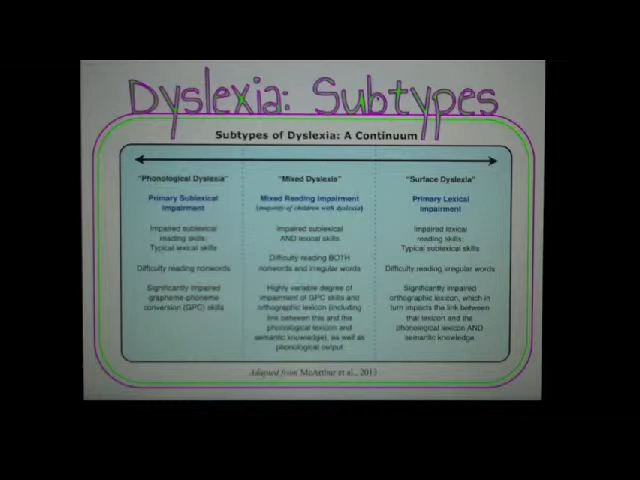 Dyslexia: Subtypes
Subtypes of Dyslexia: A Continuum
"Phonological Dyslexia"
Primary Sublexical
Impairment
Impaired sublexical
reading skills:
Typical lexical skills
Difficulty reading nonwords
Significantly impaired
grapheme-phoneme
conversion (GPC) skills
"Mixed Dyslexia"
Mixed Reading Impairment
(majority of children with dyslexia)
Impaired sublexical
AND lexical skills
Difficulty reading BOTH
nonwords and irregular words
Highly variable degree of
impairment of GPC skills and
orthographic lexicon (including
link between this and the
phonological lexicon and
semantic knowledge), as well as
phonological output
"Surface Dyslexia"
Primary Lexical
Impairment
Impaired lexical
reading skills:
Typical sublexical skills
Difficulty reading irregular words
Significantly impaired
orthographic lexicon, which in
turn impacts the link between
that lexicon and the
phonological lexicon AND
semantic knowledge
Adapted from McArthur et al., 2013